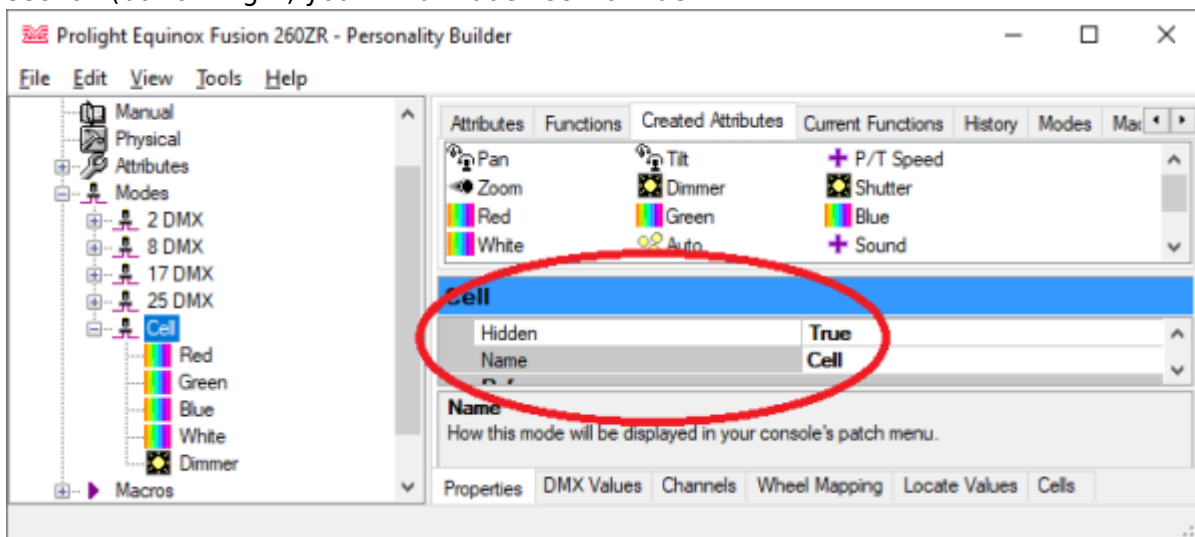 Prolight Equinox Fusion 260ZR - Personality Builder
File Edit View Tools Help
Manual
Physical
Attributes
Modes
2 DMX
8 DMX
17 DMX
25 DMX
Cell
Red
Green
Blue
White
Dimmer
Macros
Attributes Functions Created Attributes Current Functions History Modes Mac
Pan Tilt P/T Speed
Zoom Dimmer Shutter
Red Green Blue
White Auto Sound
Cell
Hidden True
Name Cell
Name
How this mode will be displayed in your console's patch menu.
Properties DMX Values Channels Wheel Mapping Locate Values Cells